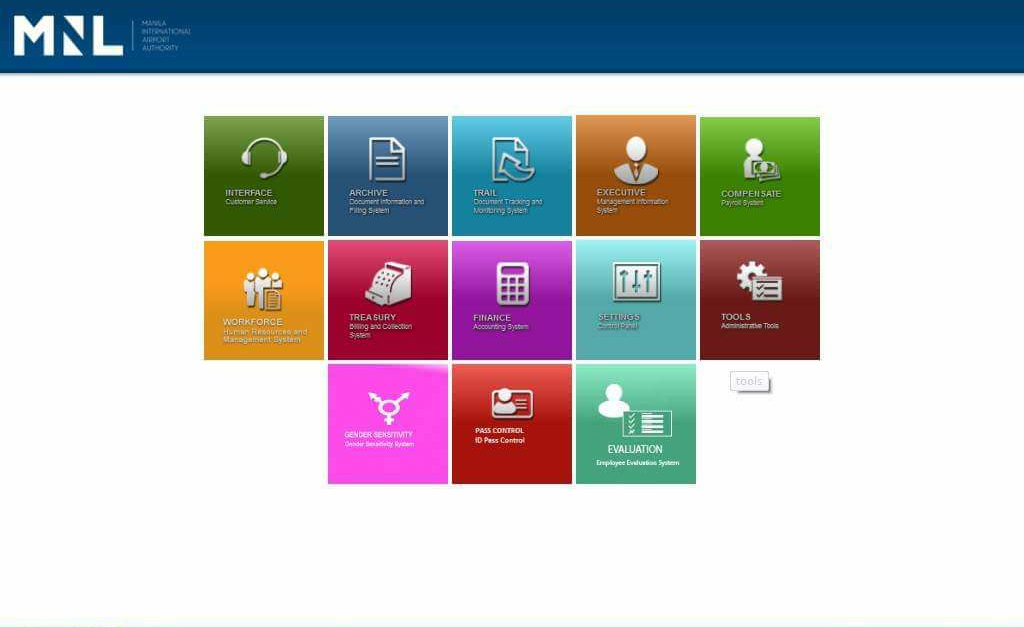 MNL
MANILA
INTERNATIONAL
AIRPORT
AUTHORITY
INTERFACE
Customer Service
ARCHIVE
Document Information and
Filing System
TRAIL
Document Tracking and
Monitoring System
EXECUTIVE
Management Information
System
COMPENSATE
Payroll System
WORKFORCE
Human Resources and
Management System
TREASURY
Billing and Collection
System
FINANCE
Accounting System
SETTINGS
Control Panel
TOOLS
Administrative Tools
tools
GENDER SENSITIVITY
Gender Sensitivity System
PASS CONTROL
ID Pass Control
EVALUATION
Employee Evaluation System